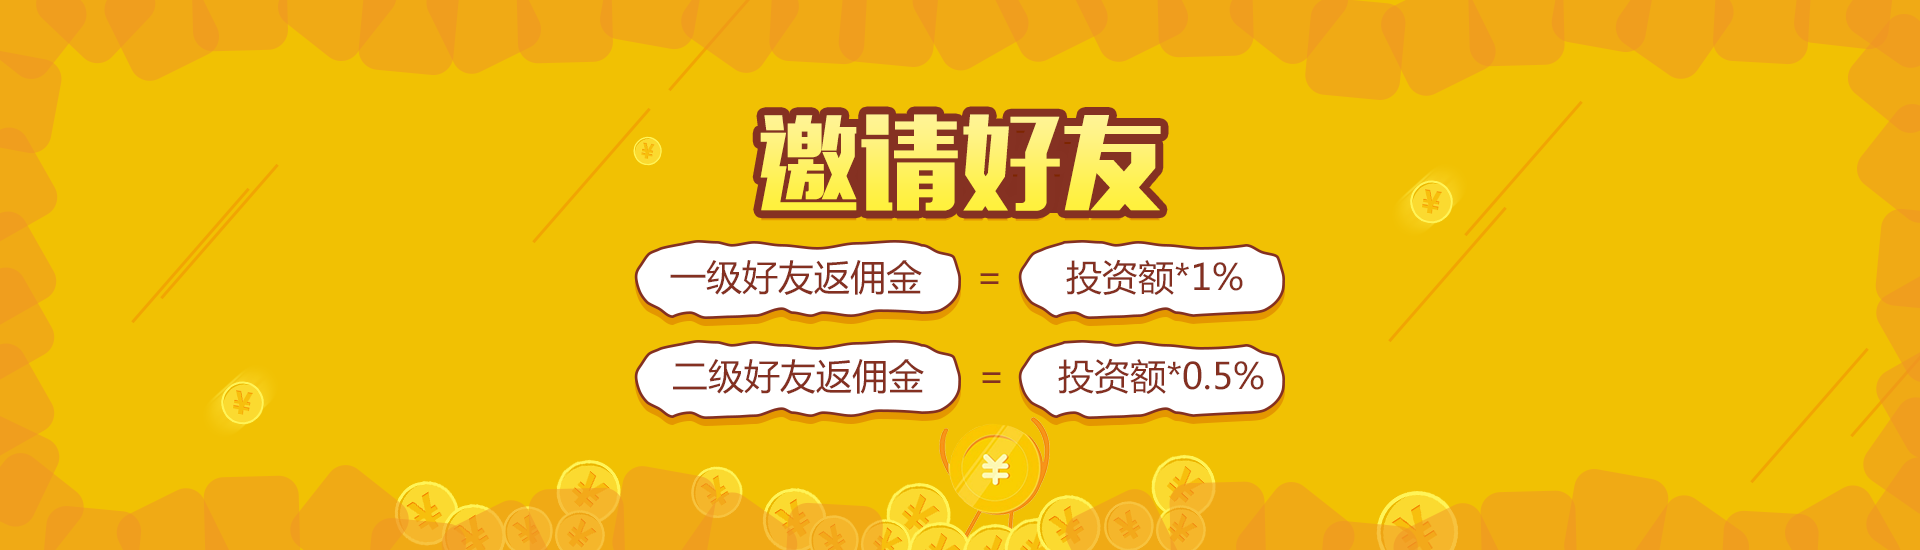 邀请好友
一级好友返佣金 = 投资额*1%
二级好友返佣金 = 投资额*0.5%